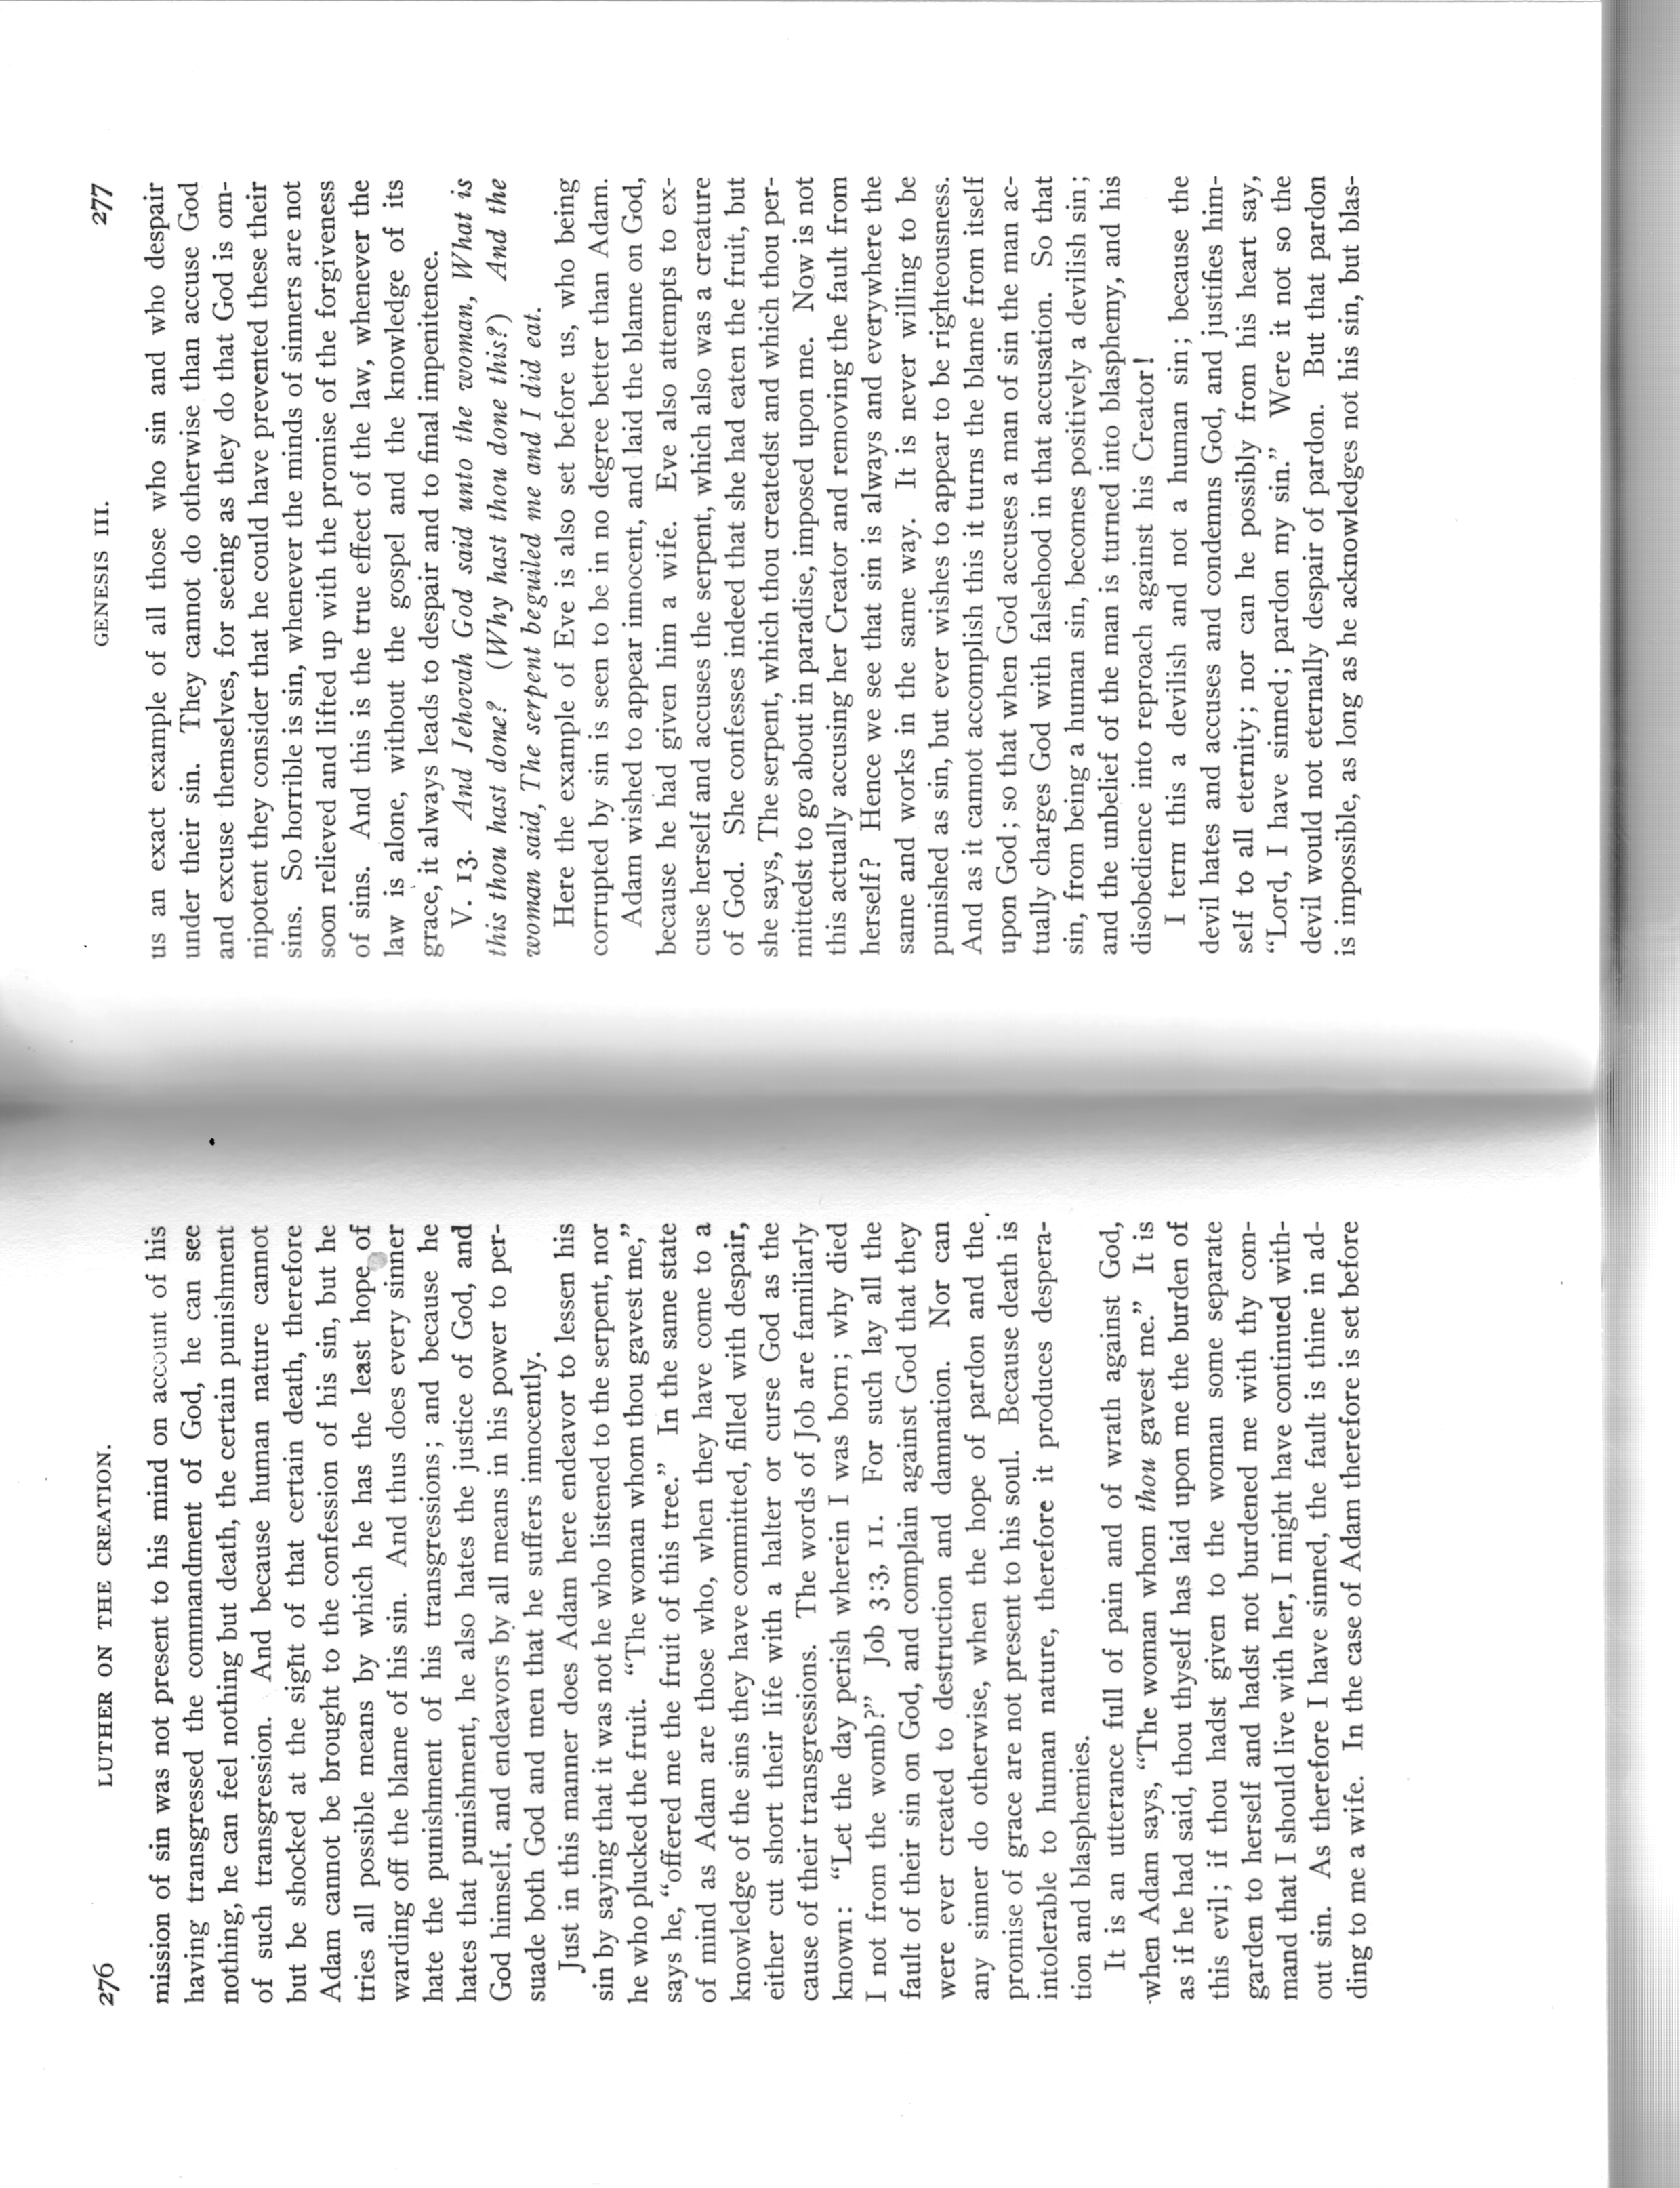 276 LUTHER ON THE CREATION.
mission of sin was not present to his mind on account of his
having transgressed the commandment of God, he can see
nothing, he can feel nothing but death, the certain punishment
of such transgression. And because human nature cannot
but be shocked at the sight of that certain death, therefore
Adam cannot be brought to the confession of his sin, but he
tries all possible means by which he has the least hope of
warding off the blame of his sin. And thus does every sinner
hate the punishment of his transgressions; and because he
hates that punishment, he also hates the justice of God, and
God himself, and endeavors by all means in his power to per-
suade both God and men that he suffers innocently.
Just in this manner does Adam here endeavor to lessen his
sin by saying that it was not he who listened to the serpent, nor
he who plucked the fruit. “The woman whom thou gavest me,”
says he, “offered me the fruit of this tree.” In the same state
of mind as Adam are those who, when they have come to a
knowledge of the sins they have committed, filled with despair,
either cut short their life with a halter or curse God as the
cause of their transgressions. The words of Job are familiarly
known: “Let the day perish wherein I was born; why died
I not from the womb?” Job 3:3, 11. For such lay all the
fault of their sin on God, and complain against God that they
were ever created to destruction and damnation. Nor can
any sinner do otherwise, when the hope of pardon and the
promise of grace are not present to his soul. Because death is
intolerable to human nature, therefore it produces despera-
tion and blasphemies.
It is an utterance full of pain and of wrath against God,
when Adam says, “The woman whom thou gavest me.” It is
as if he had said, thou thyself has laid upon me the burden of
this evil; if thou hadst given to the woman some separate
garden to herself and hadst not burdened me with thy com-
mand that I should live with her, I might have continued with-
out sin. As therefore I have sinned, the fault is thine in ad-
ding to me a wife. In the case of Adam therefore is set before
GENESIS III. 277
us an exact example of all those who sin and who despair
under their sin. They cannot do otherwise than accuse God
and excuse themselves, for seeing as they do that God is om-
nipotent they consider that he could have prevented these their
sins. So horrible is sin, whenever the minds of sinners are not
soon relieved and lifted up with the promise of the forgiveness
of sins. And this is the true effect of the law, whenever the
law is alone, without the gospel and the knowledge of its
grace, it always leads to despair and to final impenitence.
V. 13. And Jehovah God said unto the woman, What is
this thou hast done? (Why hast thou done this?) And the
woman said, The serpent beguiled me and I did eat.
Here the example of Eve is also set before us, who being
corrupted by sin is seen to be in no degree better than Adam.
Adam wished to appear innocent, and laid the blame on God,
because he had given him a wife. Eve also attempts to ex-
cuse herself and accuses the serpent, which also was a creature
of God. She confesses indeed that she had eaten the fruit, but
she says, The serpent, which thou createdst and which thou per-
mittedst to go about in paradise, imposed upon me. Now is not
this actually accusing her Creator and removing the fault from
herself? Hence we see that sin is always and everywhere the
same and works in the same way. It is never willing to be
punished as sin, but ever wishes to appear to be righteousness.
And as it cannot accomplish this it turns the blame from itself
upon God; so that when God accuses a man of sin the man ac-
tually charges God with falsehood in that accusation. So that
sin, from being a human sin, becomes positively a devilish sin;
and the unbelief of the man is turned into blasphemy, and his
disobedience into reproach against his Creator!
I term this a devilish and not a human sin; because the
devil hates and accuses and condemns God, and justifies him-
self to all eternity; nor can he possibly from his heart say,
“Lord, I have sinned; pardon my sin.” Were it not so the
devil would not eternally despair of pardon. But that pardon
is impossible, as long as he acknowledges not his sin, but blas-